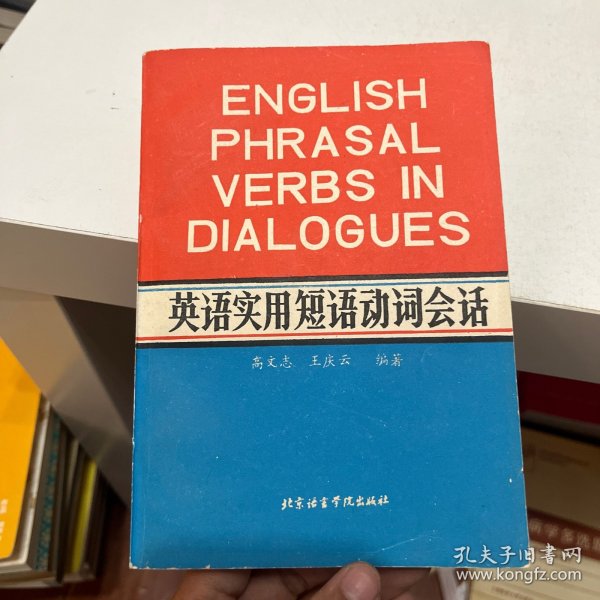 ENGLISH
PHRASAL
VERBS IN
DIALOGUES
英语实用短语动词会话
高文志 王庆云 编著
北京语言学院出版社
孔夫子旧书网
www.kongfz.com